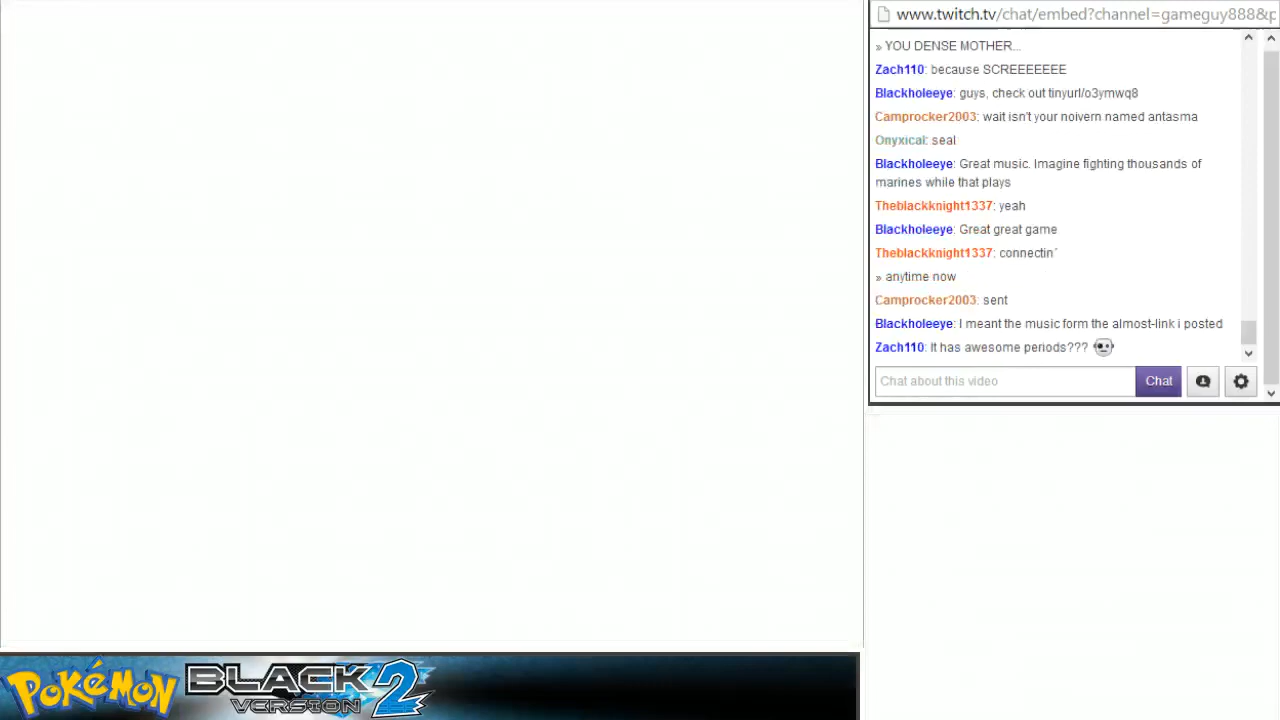 www.twitch.tv/chat/embed?channel=gameguy888&p
» YOU DENSE MOTHER...
Zach110: because SCREEEEEEE
Blackholeeye: guys, check out tinyurl/o3ymwq8
Camprocker2003: wait isn't your noivern named antasma
Onyxical: seal
Blackholeeye: Great music. Imagine fighting thousands of
marines while that plays
Theblackknight1337: yeah
Blackholeeye: Great great game
Theblackknight1337: connectin´
» anytime now
Camprocker2003: sent
Blackholeeye: I meant the music form the almost-link i posted
Zach110: It has awesome periods???
Chat about this video
Chat
POKéMON
BLACK 2
VERSION